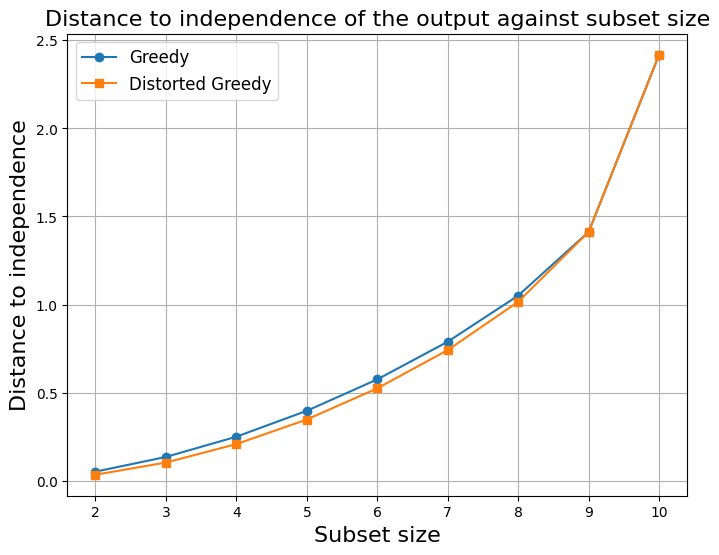 Distance to independence of the output against subset size
Greedy
Distorted Greedy
Distance to independence
2.5
2.0
1.5
1.0
0.5
0.0
2 3 4 5 6 7 8 9 10
Subset size